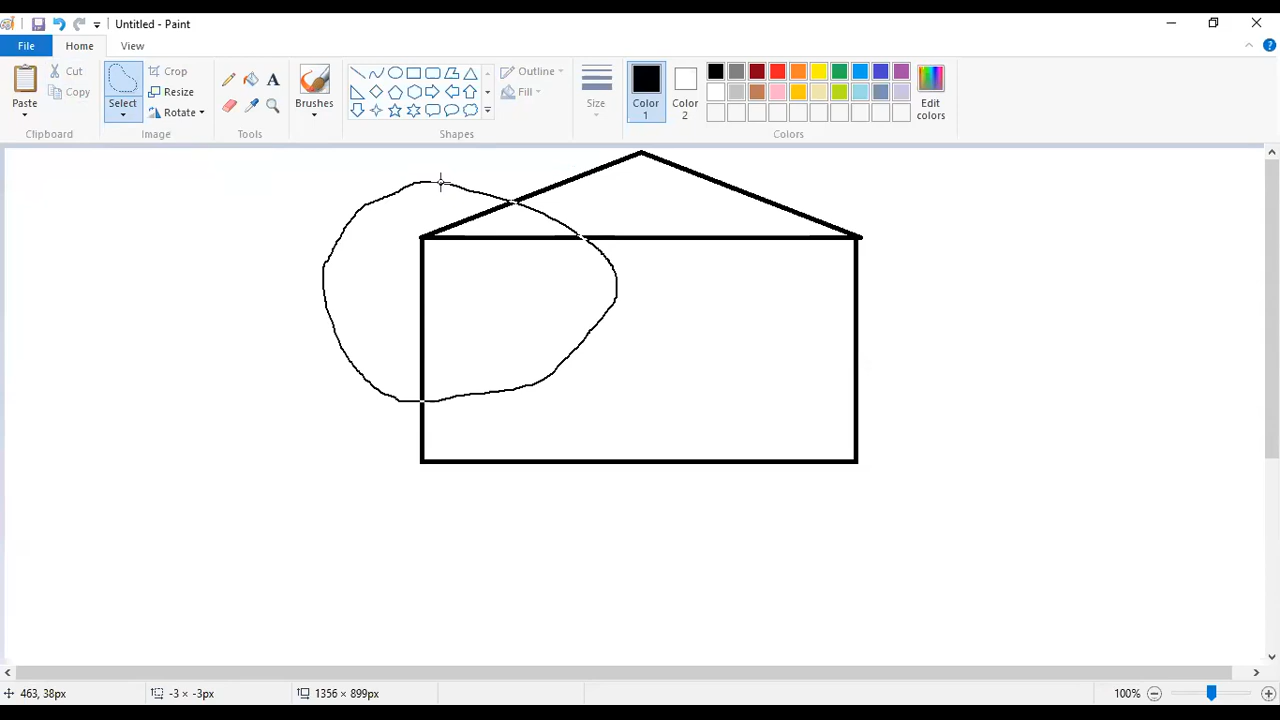 Untitled - Paint
File Home View
Paste
Cut
Copy
Clipboard
Select
Crop
Resize
Rotate
Image
A
Tools
Brushes
Outline
Fill
Shapes
Size
Color 1
Color 2
Edit colors
Colors
463, 38px
-3 × -3px
1356 × 899px
100%